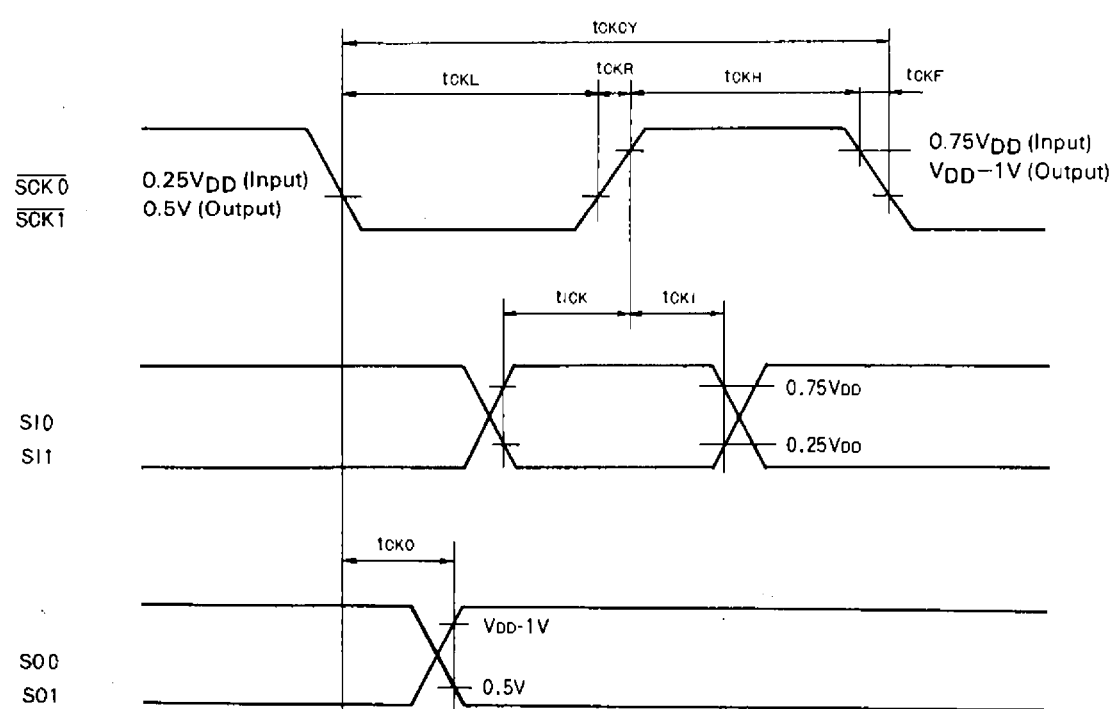 tCKCY
tCKL
tCKR
tCKH
tCKF
SCK0
SCK1
0.25VDD (Input)
0.5V (Output)
0.75VDD (Input)
VDD−1V (Output)
tICK
tCKI
SI0
SI1
0.75VDD
0.25VDD
tCKO
SO0
SO1
VDD-1V
0.5V